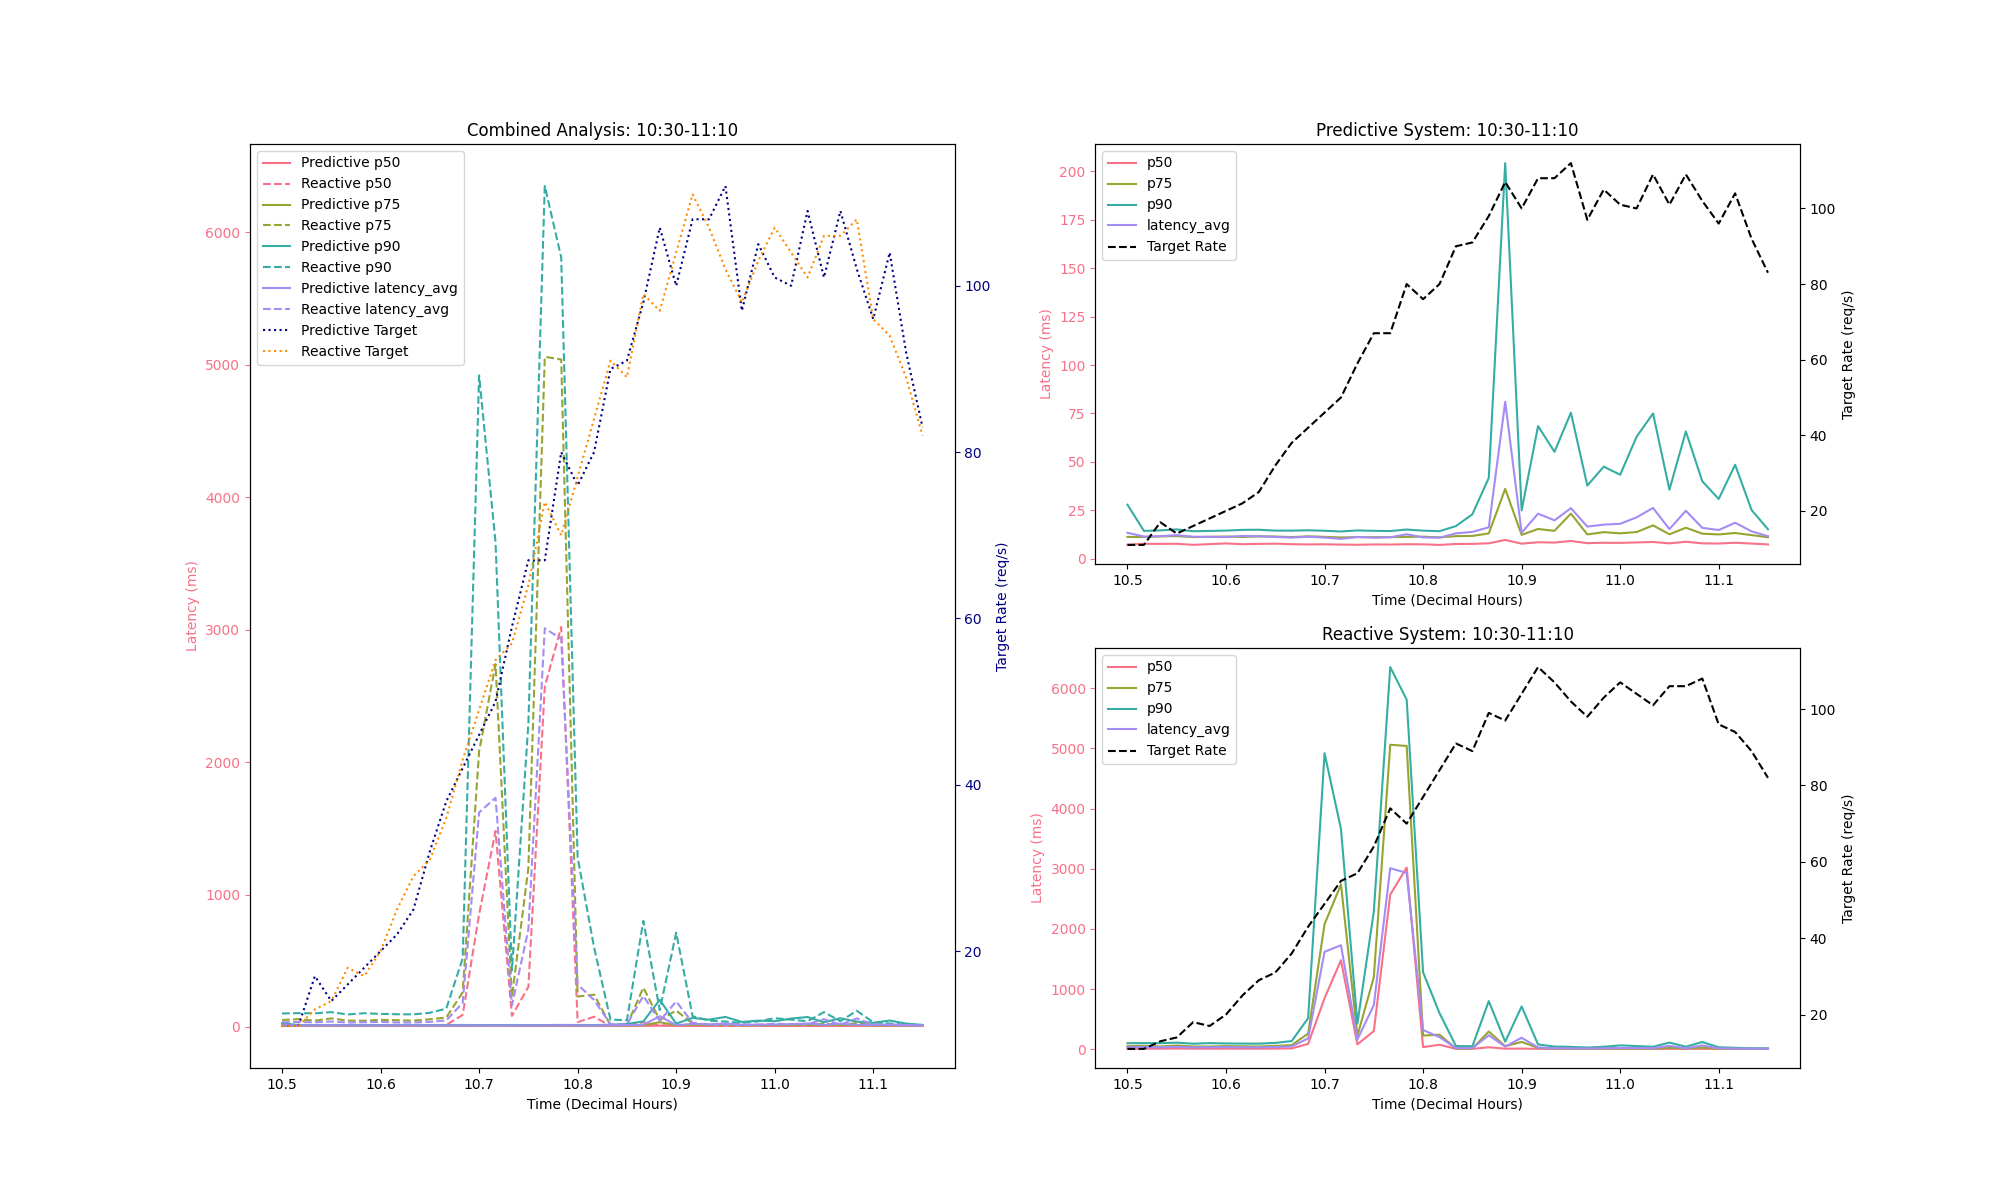 Combined Analysis: 10:30-11:10
Predictive p50
Reactive p50
Predictive p75
Reactive p75
Predictive p90
Reactive p90
Predictive latency_avg
Reactive latency_avg
Predictive Target
Reactive Target
6000
5000
4000
3000
2000
1000
0
Latency (ms)
100
80
60
40
20
Target Rate (req/s)
10.5 10.6 10.7 10.8 10.9 11.0 11.1
Time (Decimal Hours)
Predictive System: 10:30-11:10
p50
p75
p90
latency_avg
Target Rate
200
175
150
125
100
75
50
25
0
Latency (ms)
100
80
60
40
20
Target Rate (req/s)
10.5 10.6 10.7 10.8 10.9 11.0 11.1
Time (Decimal Hours)
Reactive System: 10:30-11:10
p50
p75
p90
latency_avg
Target Rate
6000
5000
4000
3000
2000
1000
0
Latency (ms)
100
80
60
40
20
Target Rate (req/s)
10.5 10.6 10.7 10.8 10.9 11.0 11.1
Time (Decimal Hours)